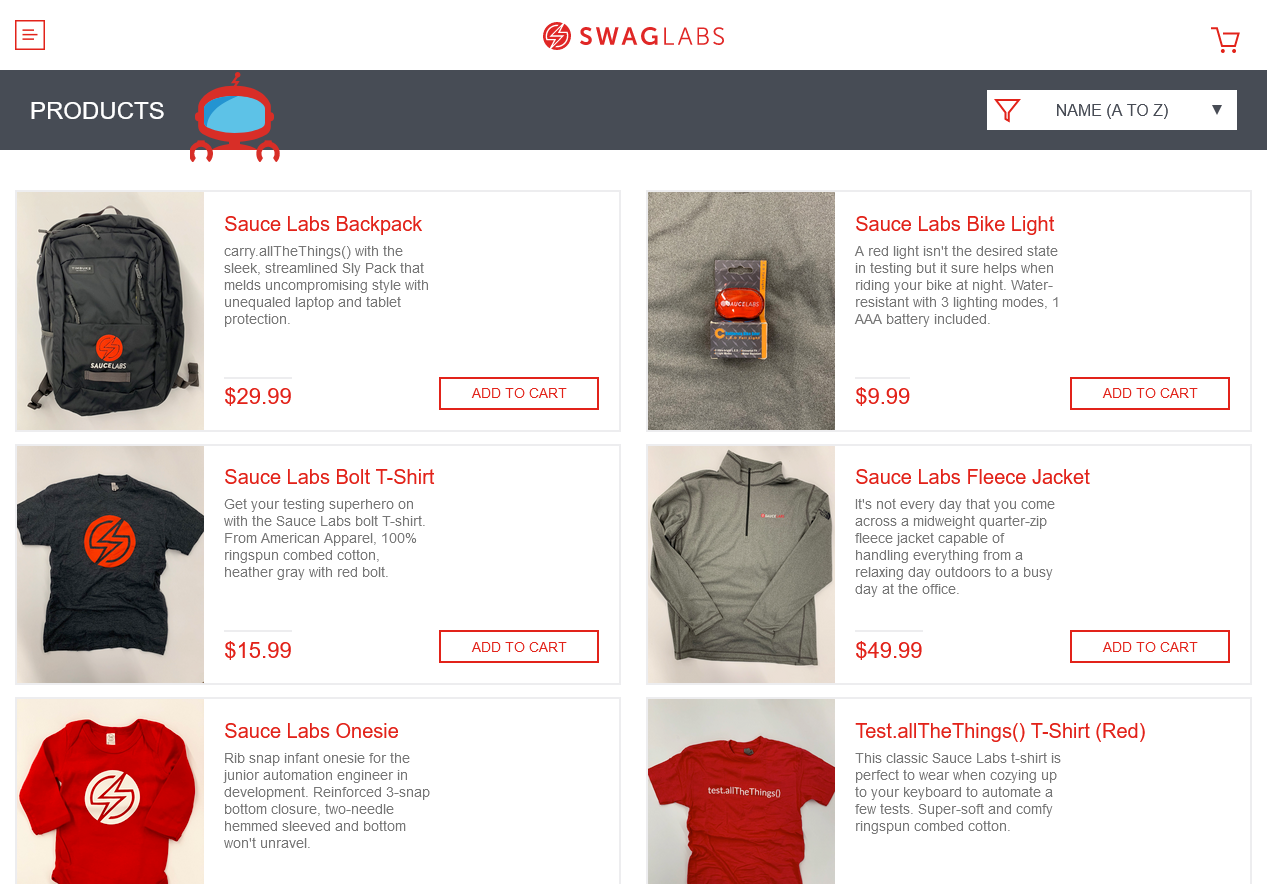 SWAGLABS
PRODUCTS
NAME (A TO Z)
Sauce Labs Backpack
carry.allTheThings() with the
sleek, streamlined Sly Pack that
melds uncompromising style with
unequaled laptop and tablet
protection.
$29.99
ADD TO CART
SAUCELABS
Sauce Labs Bike Light
A red light isn't the desired state
in testing but it sure helps when
riding your bike at night. Water-
resistant with 3 lighting modes, 1
AAA battery included.
$9.99
ADD TO CART
SAUCELABS
Sauce Labs Bolt T-Shirt
Get your testing superhero on
with the Sauce Labs bolt T-shirt.
From American Apparel, 100%
ringspun combed cotton,
heather gray with red bolt.
$15.99
ADD TO CART
Sauce Labs Fleece Jacket
It's not every day that you come
across a midweight quarter-zip
fleece jacket capable of
handling everything from a
relaxing day outdoors to a busy
day at the office.
$49.99
ADD TO CART
Sauce Labs Onesie
Rib snap infant onesie for the
junior automation engineer in
development. Reinforced 3-snap
bottom closure, two-needle
hemmed sleeved and bottom
won't unravel.
Test.allTheThings() T-Shirt (Red)
This classic Sauce Labs t-shirt is
perfect to wear when cozying up
to your keyboard to automate a
few tests. Super-soft and comfy
ringspun combed cotton.
test.allTheThings()